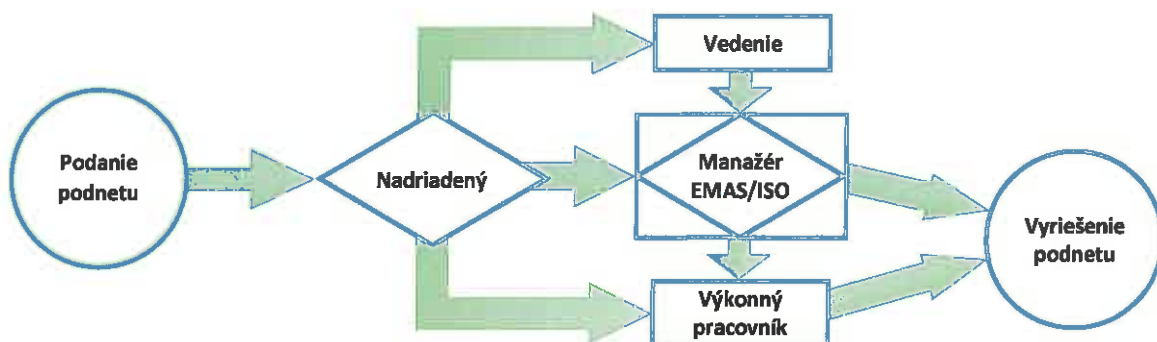 Podanie
podnetu
Nadriadený
Vedenie
Manažér
EMAS/ISO
Výkonný
pracovník
Vyriešenie
podnetu